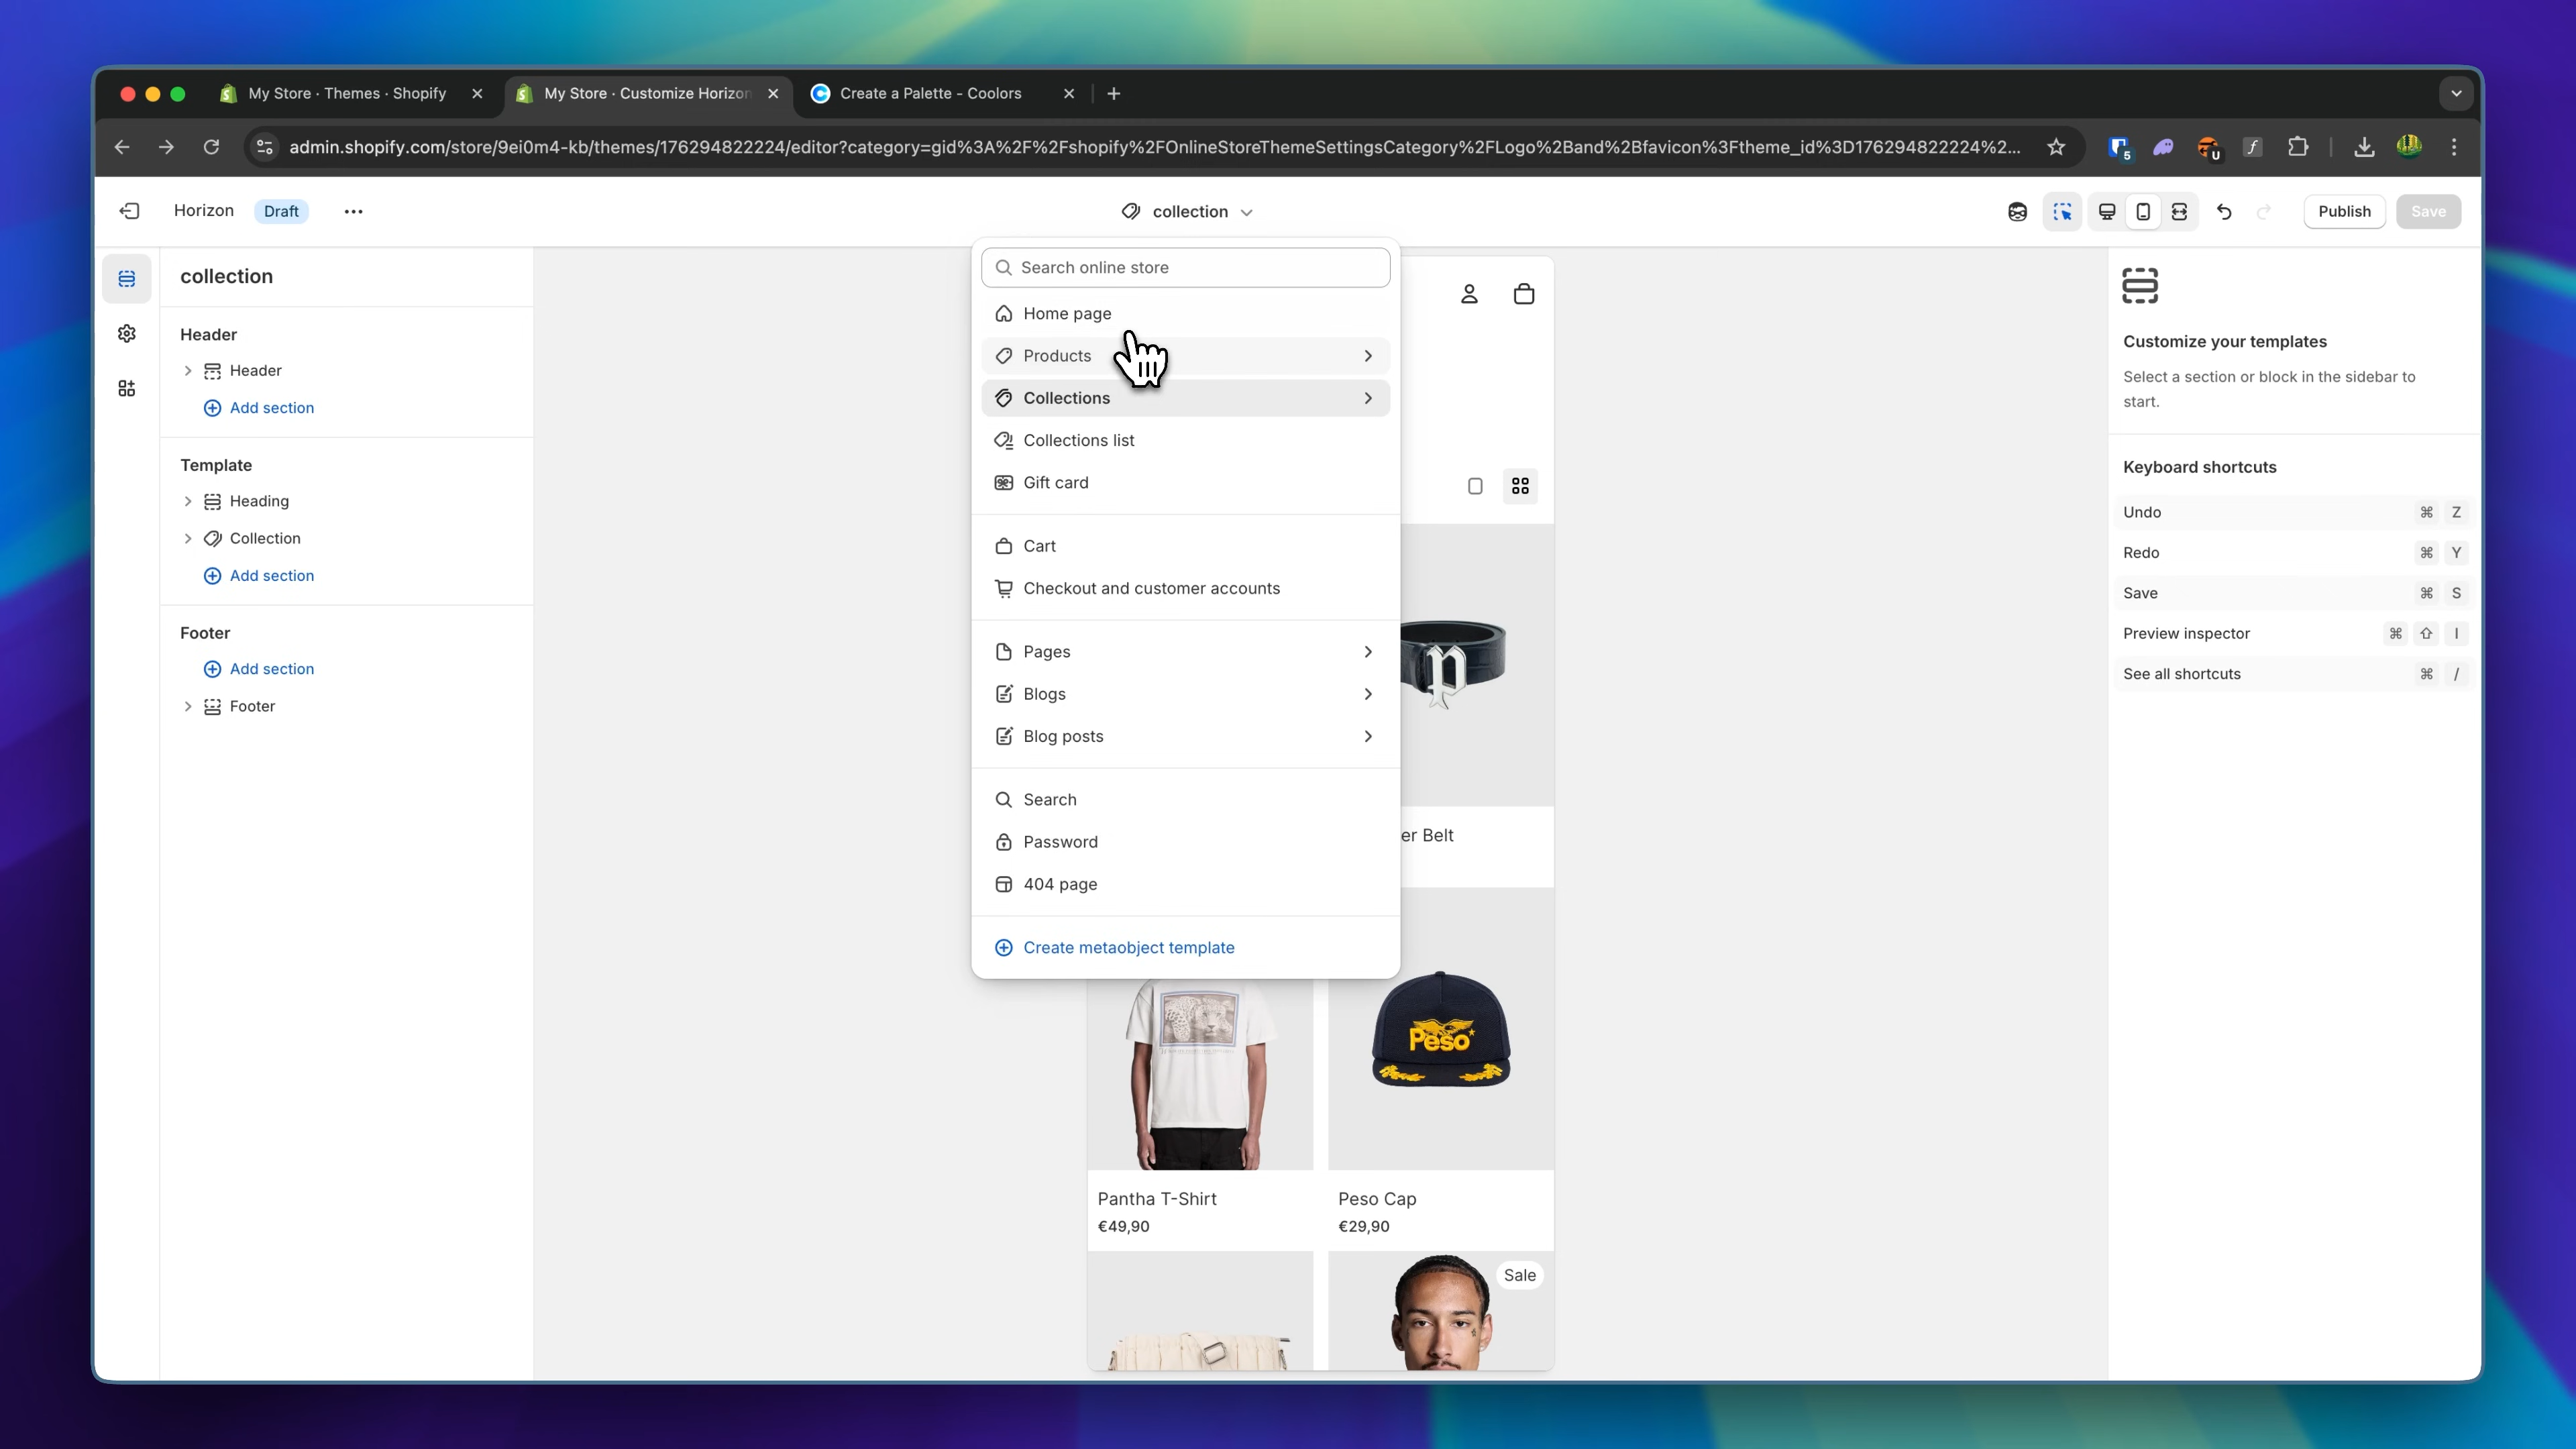 My Store · Themes · Shopify
My Store · Customize Horizon
Create a Palette - Coolors
admin.shopify.com/store/9ei0m4-kb/themes/176294822224/editor?category=gid%3A%2F%2Fshopify%2FOnlineStoreThemeSettingsCategory%2FLogo%2Band%2Bfavicon%3Ftheme_id%3D176294822224%2...
5
U
f
Horizon
Draft
collection
Publish
Save
collection
Header
Header
Add section
Template
Heading
Collection
Add section
Footer
Add section
Footer
Search online store
Home page
Products
Collections
Collections list
Gift card
Cart
Checkout and customer accounts
Pages
Blogs
Blog posts
Search
Password
404 page
Create metaobject template
er Belt
Peso
Pantha T-Shirt
€49,90
Peso Cap
€29,90
Sale
Customize your templates
Select a section or block in the sidebar to
start.
Keyboard shortcuts
Undo ⌘ Z
Redo ⌘ Y
Save ⌘ S
Preview inspector ⌘ ⇧ I
See all shortcuts ⌘ /